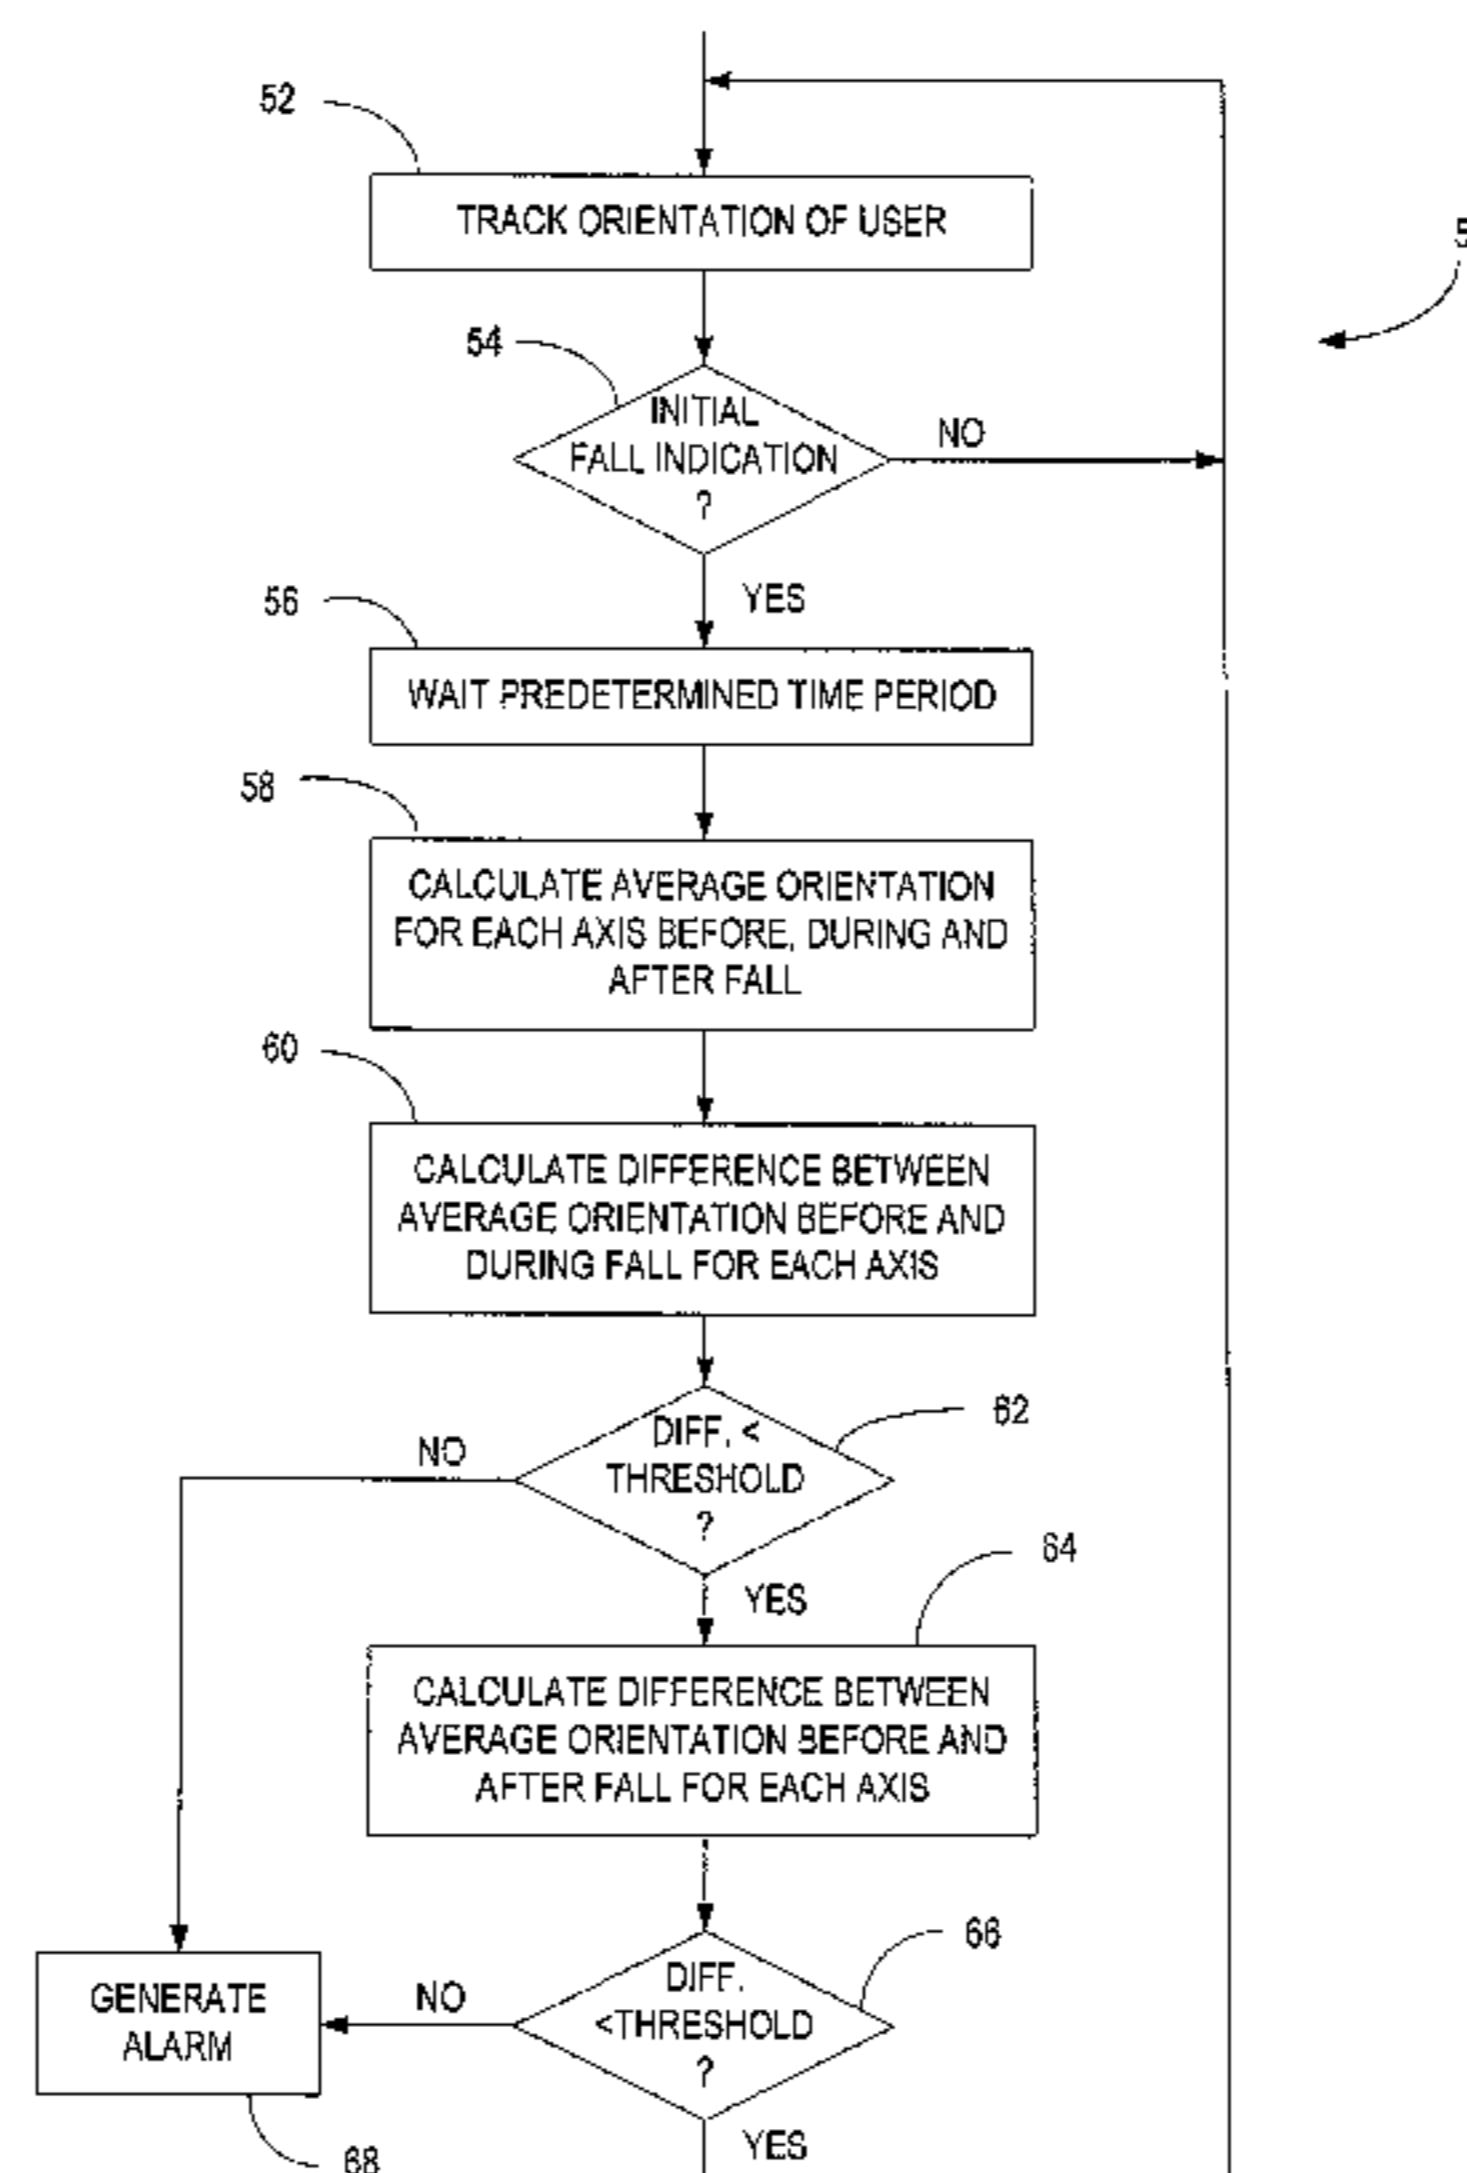 52
TRACK ORIENTATION OF USER
54
INITIAL
FALL INDICATION
?
NO
YES
56
WAIT PREDETERMINED TIME PERIOD
58
CALCULATE AVERAGE ORIENTATION
FOR EACH AXIS BEFORE, DURING AND
AFTER FALL
60
CALCULATE DIFFERENCE BETWEEN
AVERAGE ORIENTATION BEFORE AND
DURING FALL FOR EACH AXIS
62
DIFF. <
THRESHOLD
?
NO
YES
64
CALCULATE DIFFERENCE BETWEEN
AVERAGE ORIENTATION BEFORE AND
AFTER FALL FOR EACH AXIS
66
DIFF.
<THRESHOLD
?
NO
GENERATE
ALARM
YES
68